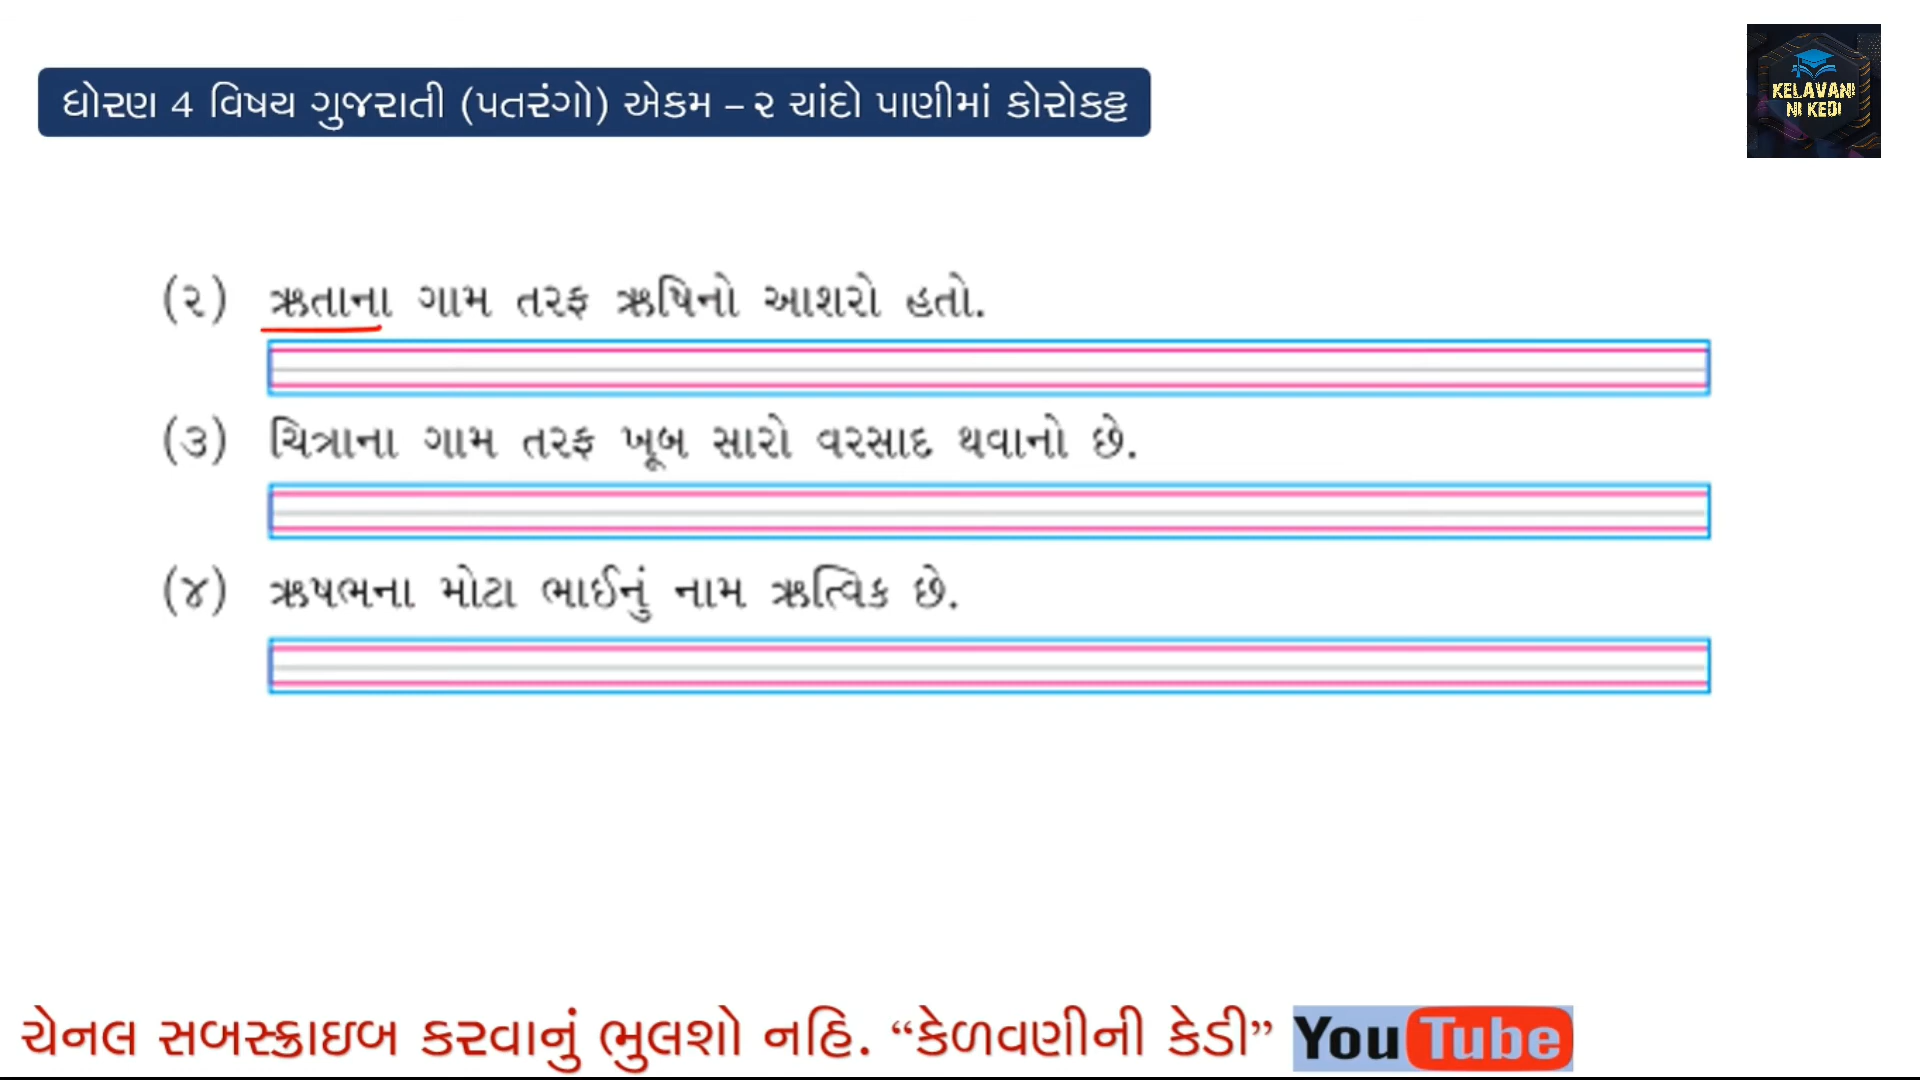 ધોરણ 4 વિષય ગુજરાતી (પતરંગો) એકમ – ૨ ચાંદો પાણીમાં કોરોકટ્ટ
KELAVANI
NI KEDI
(૨) ઋતાના ગામ તરફ ઋષિનો આશરો હતો.
(૩) ચિત્રાના ગામ તરફ ખૂબ સારો વરસાદ થવાનો છે.
(૪) ઋષભના મોટા ભાઈનું નામ ઋત્વિક છે.
ચેનલ સબસ્ક્રાઇબ કરવાનું ભુલશો નહિ. “કેળવણીની કેડી” YouTube